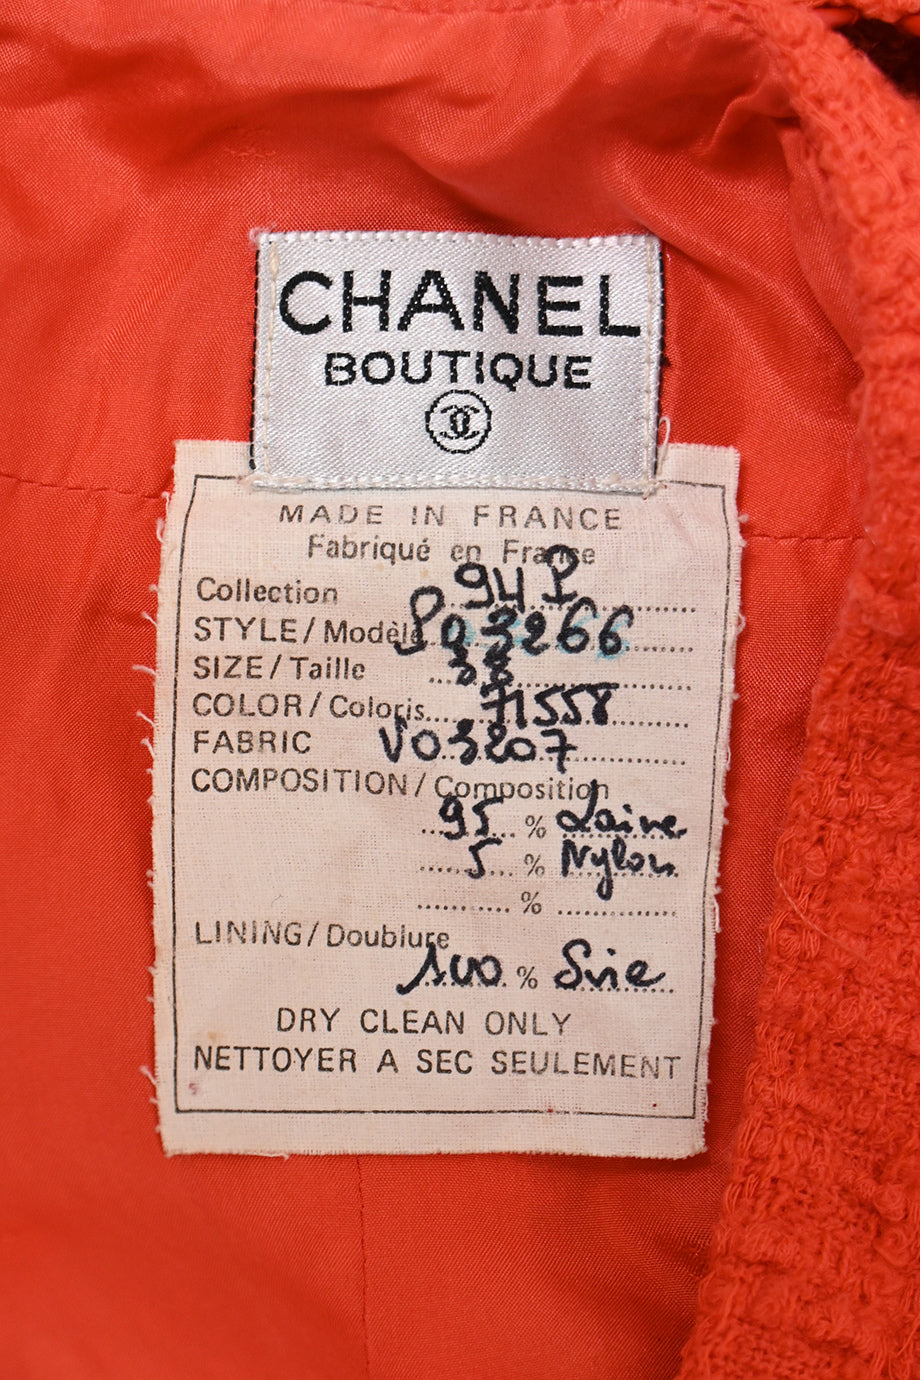 CHANEL
BOUTIQUE
MADE IN FRANCE
Fabriqué en France
Collection 94 P
STYLE/Modèle P03266
SIZE/Taille 38
COLOR/Coloris 71558
FABRIC V03207
COMPOSITION/Composition
95 % Laine
5 % Nylon
%
LINING/Doublure
100 % Soie
DRY CLEAN ONLY
NETTOYER A SEC SEULEMENT